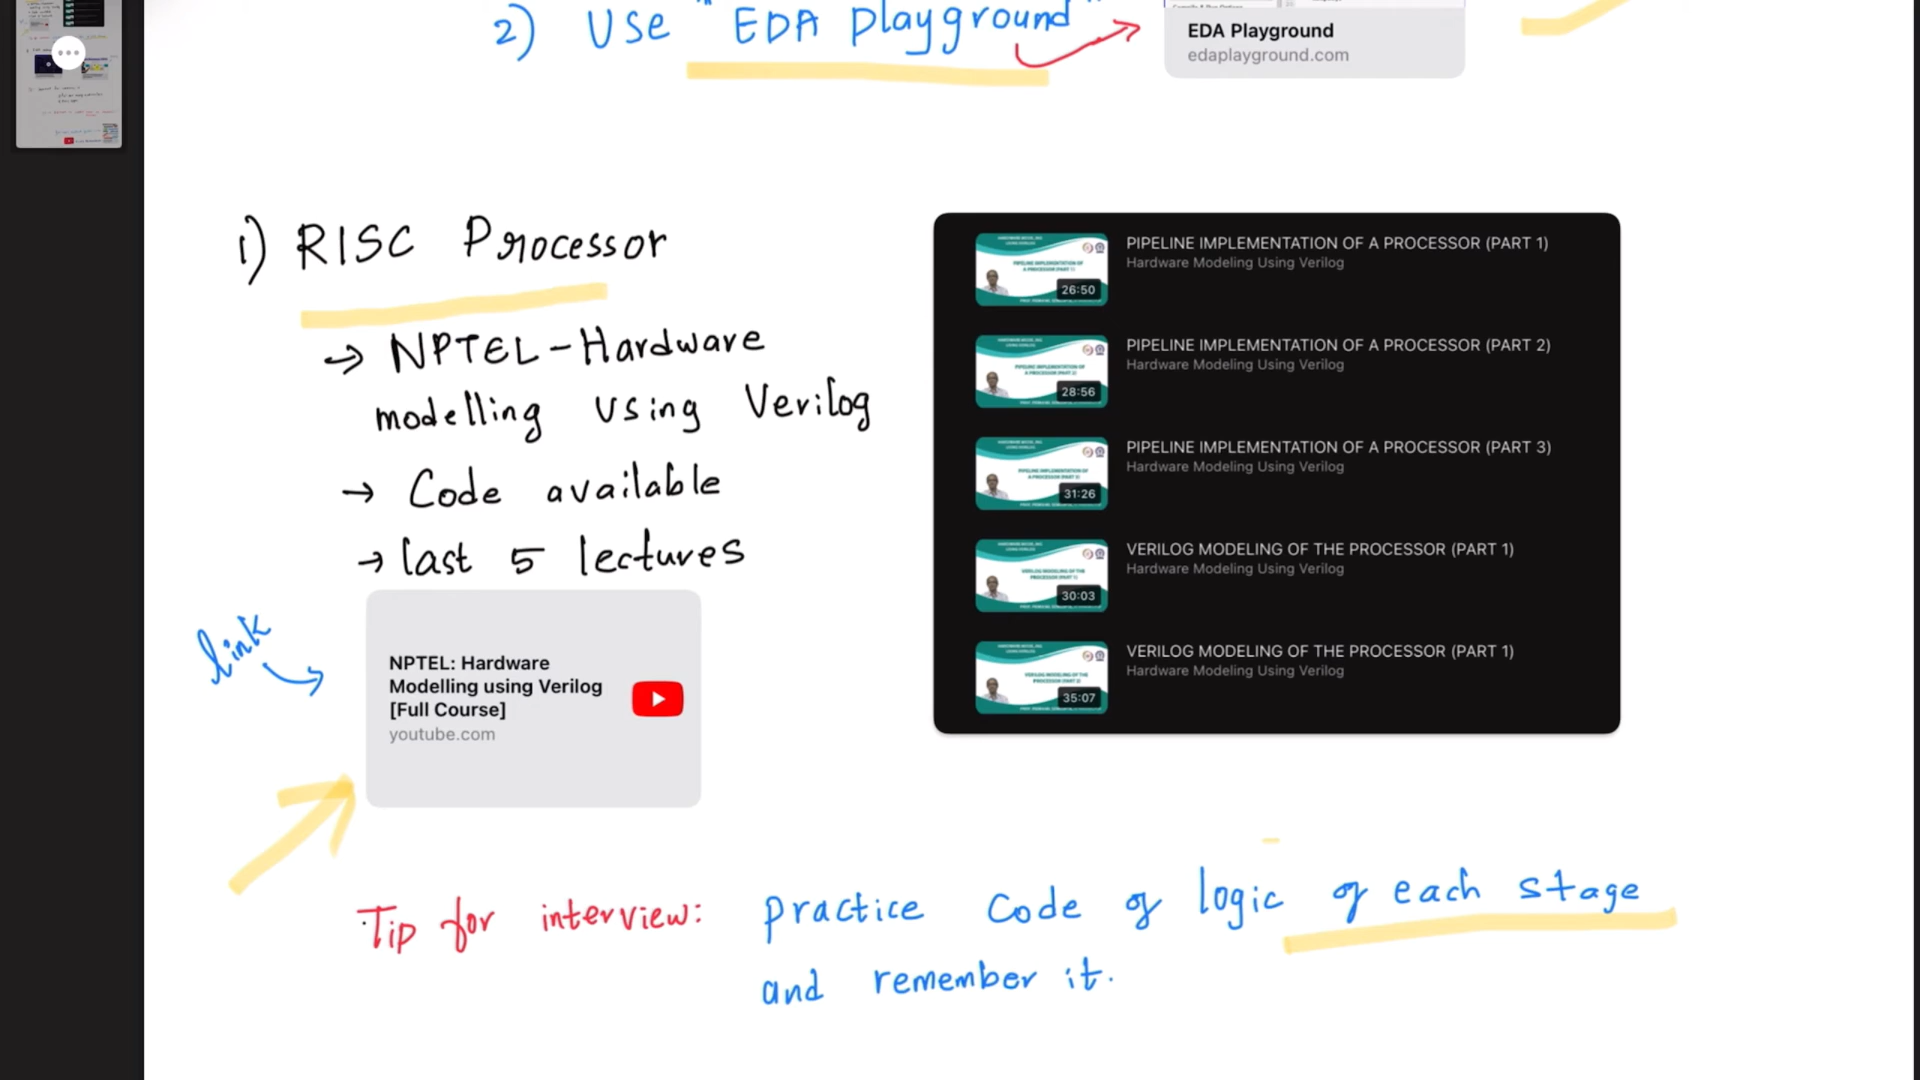 2) Use "EDA playground"
EDA Playground
edaplayground.com
1) RISC Processor
→ NPTEL-Hardware
modelling using Verilog
→ Code available
→ last 5 lectures
link
NPTEL: Hardware
Modelling using Verilog
[Full Course]
youtube.com
26:50
PIPELINE IMPLEMENTATION OF A PROCESSOR (PART 1)
Hardware Modeling Using Verilog
28:56
PIPELINE IMPLEMENTATION OF A PROCESSOR (PART 2)
Hardware Modeling Using Verilog
31:26
PIPELINE IMPLEMENTATION OF A PROCESSOR (PART 3)
Hardware Modeling Using Verilog
30:03
VERILOG MODELING OF THE PROCESSOR (PART 1)
Hardware Modeling Using Verilog
35:07
VERILOG MODELING OF THE PROCESSOR (PART 1)
Hardware Modeling Using Verilog
Tip for interview: practice Code of logic of each stage
and remember it.